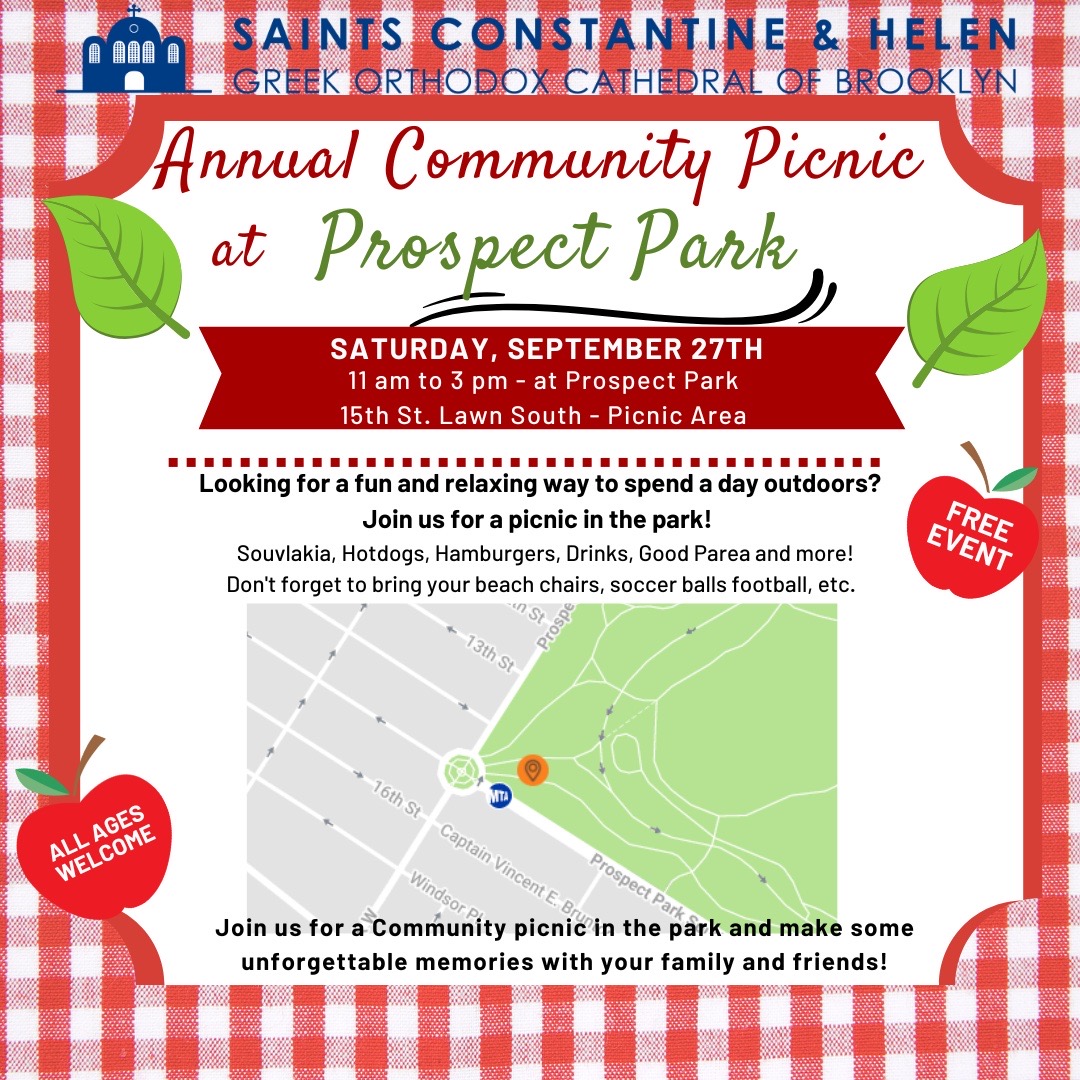 SAINTS CONSTANTINE & HELEN
GREEK ORTHODOX CATHEDRAL OF BROOKLYN
Annual Community Picnic
at Prospect Park
SATURDAY, SEPTEMBER 27TH
11 am to 3 pm - at Prospect Park
15th St. Lawn South - Picnic Area
Looking for a fun and relaxing way to spend a day outdoors?
Join us for a picnic in the park!
Souvlakia, Hotdogs, Hamburgers, Drinks, Good Parea and more!
Don't forget to bring your beach chairs, soccer balls football, etc.
FREE
EVENT
13th St
MTA
16th St
Captain Vincent E.
Windsor
Prospect Park
ALL AGES
WELCOME
Join us for a Community picnic in the park and make some
unforgettable memories with your family and friends!